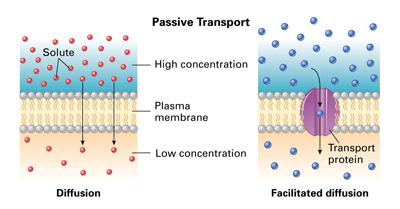 Passive Transport
Solute
High concentration
Plasma
membrane
Low concentration
Transport
protein
Diffusion
Facilitated diffusion